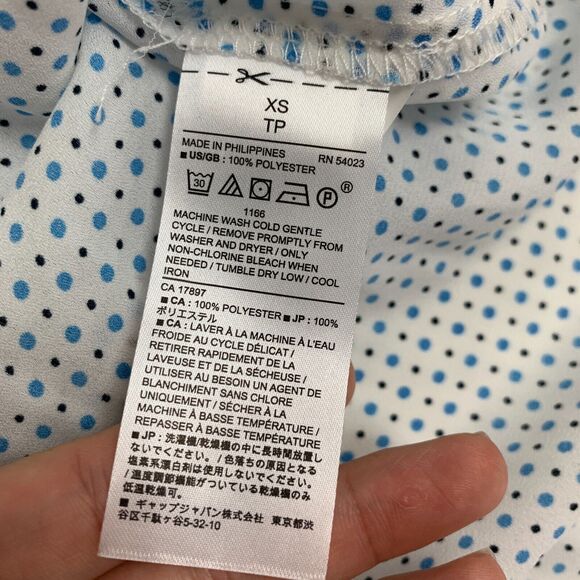 XS
TP
MADE IN PHILIPPINES RN 54023
■ US/GB : 100% POLYESTER
30 P ®
1166
MACHINE WASH COLD GENTLE
CYCLE / REMOVE PROMPTLY FROM
WASHER AND DRYER / ONLY
NON-CHLORINE BLEACH WHEN
NEEDED / TUMBLE DRY LOW / COOL
IRON
CA 17897
■ CA : 100% POLYESTER ■ JP : 100%
ポリエステル
■ CA : LAVER À LA MACHINE À L'EAU
FROIDE AU CYCLE DÉLICAT /
RETIRER RAPIDEMENT DE LA
LAVEUSE ET DE LA SÉCHEUSE /
UTILISER AU BESOIN UN AGENT DE
BLANCHIMENT SANS CHLORE
UNIQUEMENT / SÉCHER À LA
MACHINE À BASSE TEMPÉRATURE /
REPASSER À BASSE TEMPÉRATURE
■ JP : 洗濯機/乾燥機の中に長時間放置し
ないでください。/ 色落ちの原因となる
塩素系漂白剤は使用しないでください。
/ 温度調節機能がついている乾燥機のみ
低温乾燥可。
■ ギャップジャパン株式会社 東京都渋
谷区千駄ヶ谷5-32-10